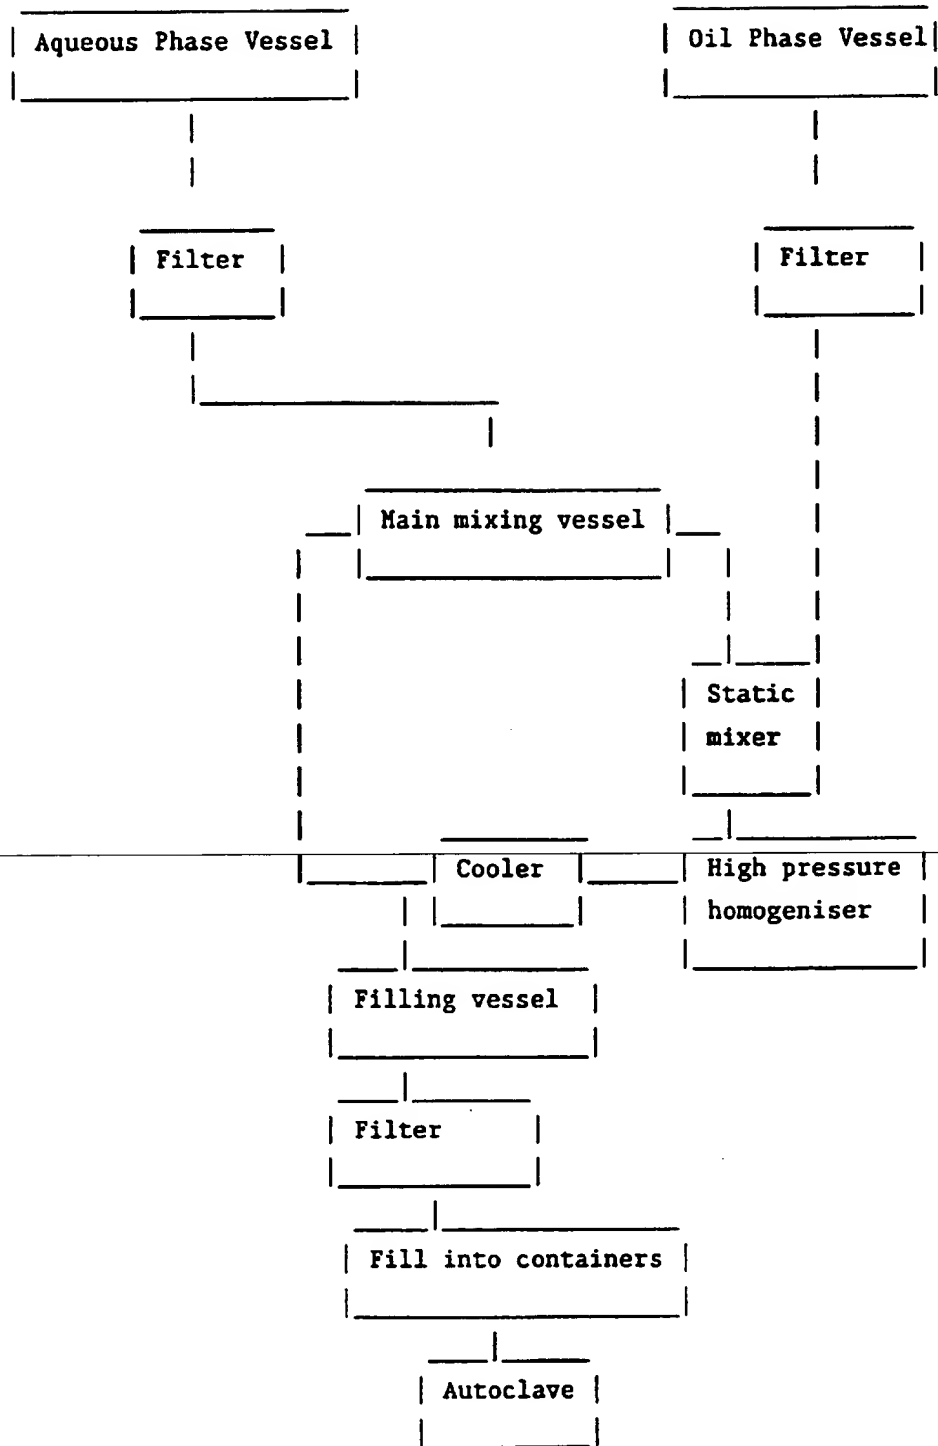 Aqueous Phase Vessel
Oil Phase Vessel
Filter
Filter
Main mixing vessel
Static
mixer
Cooler
High pressure
homogeniser
Filling vessel
Filter
Fill into containers
Autoclave